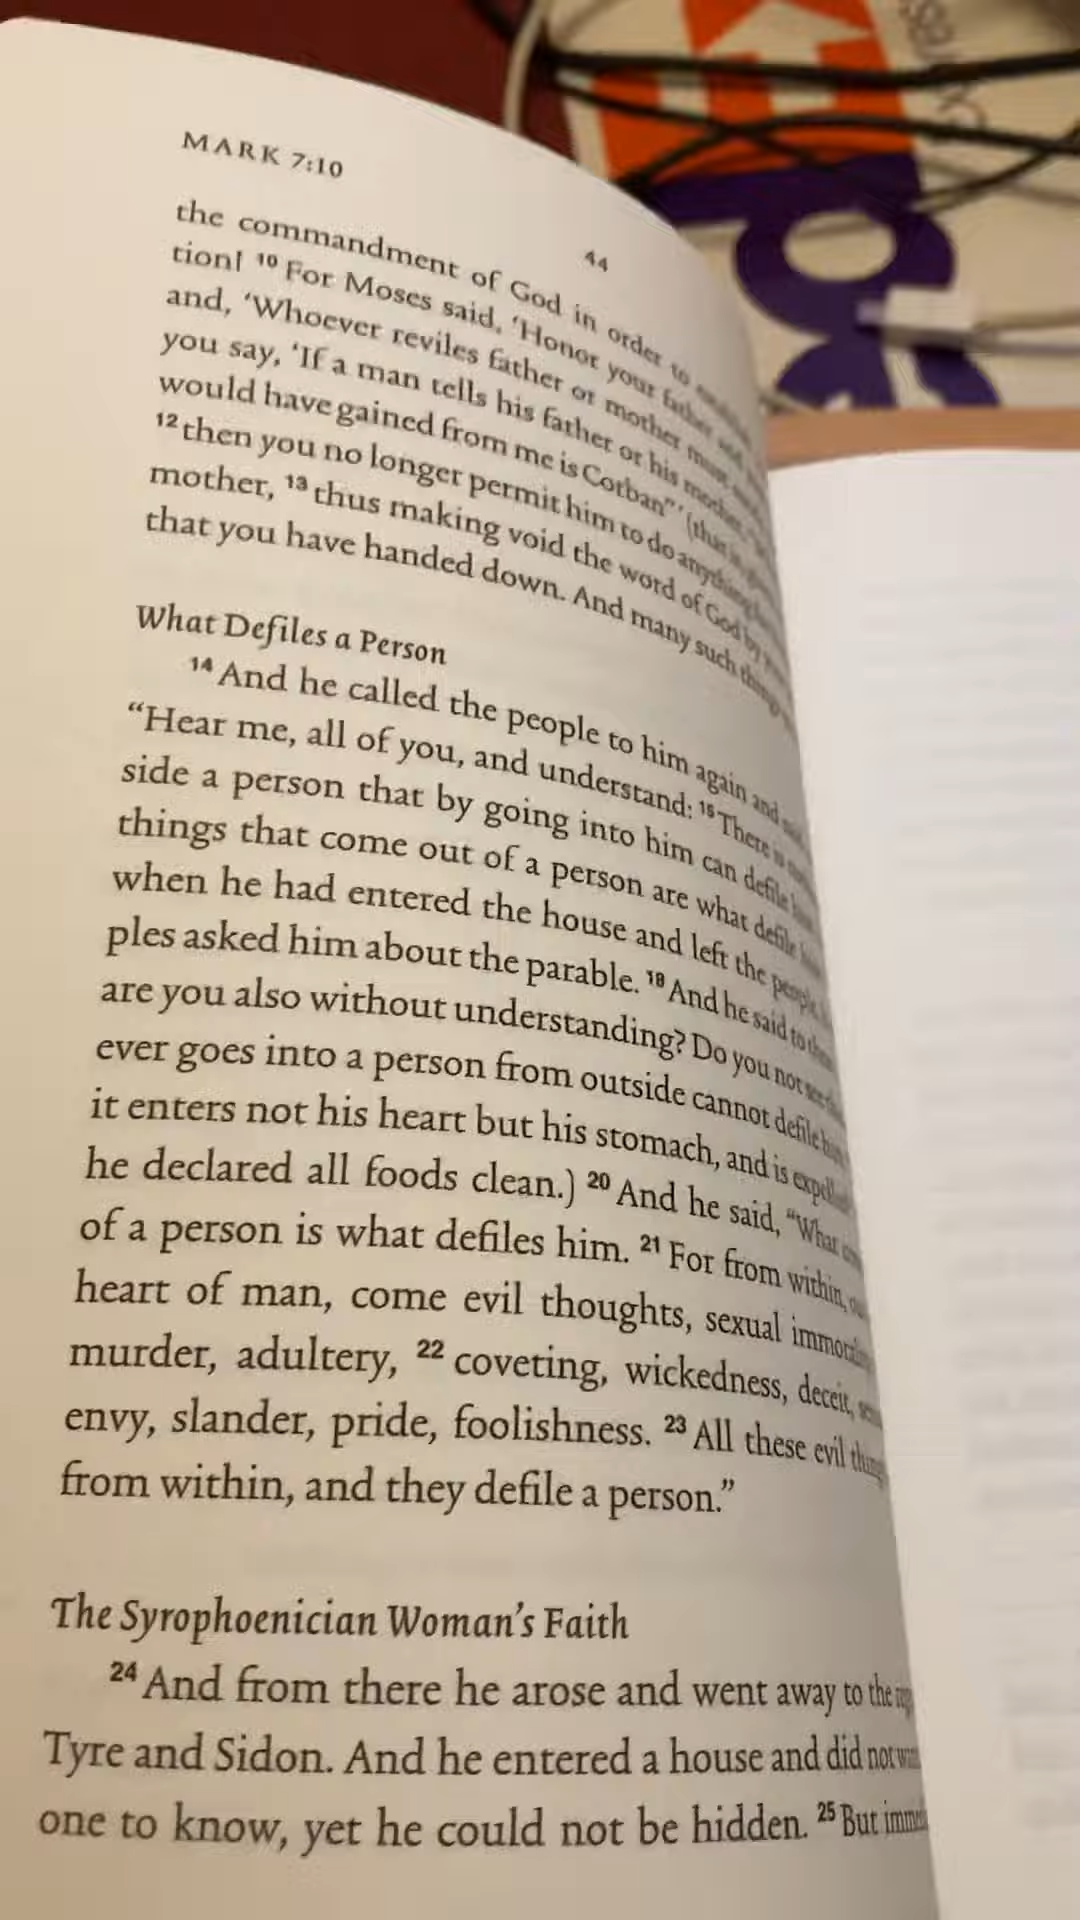 MARK 7:10
44
the commandment of God in order to
tion! 10 For Moses said, 'Honor your father and
and, 'Whoever reviles father or mother must
you say, 'If a man tells his father or his mother,
would have gained from me is Corban"' (that is,
12 then you no longer permit him to do anything
mother, 13 thus making void the word of God by
that you have handed down. And many such things
What Defiles a Person
14 And he called the people to him again and
"Hear me, all of you, and understand: 15 There is
side a person that by going into him can defile
things that come out of a person are what defile
when he had entered the house and left the people,
ples asked him about the parable. 18 And he said to them
are you also without understanding? Do you not see
ever goes into a person from outside cannot defile
it enters not his heart but his stomach, and is
he declared all foods clean.) 20 And he said, "What
of a person is what defiles him. 21 For from within,
heart of man, come evil thoughts, sexual
murder, adultery, 22 coveting, wickedness, deceit,
envy, slander, pride, foolishness. 23 All these evil
from within, and they defile a person."
The Syrophoenician Woman's Faith
24 And from there he arose and went away to the
Tyre and Sidon. And he entered a house and did not
one to know, yet he could not be hidden. 25 But